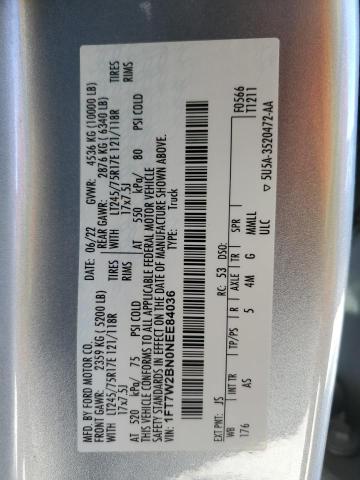 MFD. BY FORD MOTOR CO.
DATE: 06/22 GVWR: 4536 KG (10000 LB)
FRONT GAWR: 2359 KG (5200 LB) REAR GAWR: 2876 KG (6340 LB)
WITH LT245/75R17E 121/118R TIRES WITH LT245/75R17E 121/118R TIRES
17x7.5J RIMS 17x7.5J RIMS
AT 520 kPa/ 75 PSI COLD AT 550 kPa/ 80 PSI COLD
THIS VEHICLE CONFORMS TO ALL APPLICABLE FEDERAL MOTOR VEHICLE
SAFETY STANDARDS IN EFFECT ON THE DATE OF MANUFACTURE SHOWN ABOVE.
VIN: 1FT7W2BN0NEE84036
TYPE: Truck
F0566
T1211
EXT PNT: JS RC: 53 DSO:
WB INT TR TP/PS R AXLE TR SPR
176 AS 5 4M G MMALL
ULC
▽ 5U5A-3520472-AA